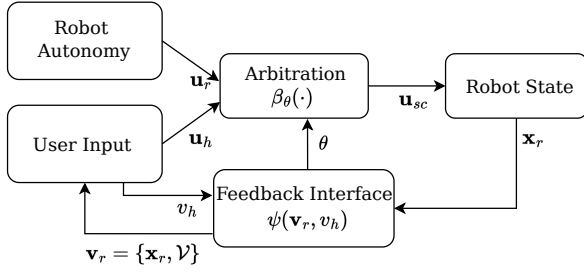 Robot
Autonomy
𝐮_r
Arbitration
β_θ(·)
𝐮_sc
Robot State
User Input
𝐮_h
θ
𝐱_r
v_h
Feedback Interface
ψ(𝐯_r, v_h)
𝐯_r = {𝐱_r, 𝒱}